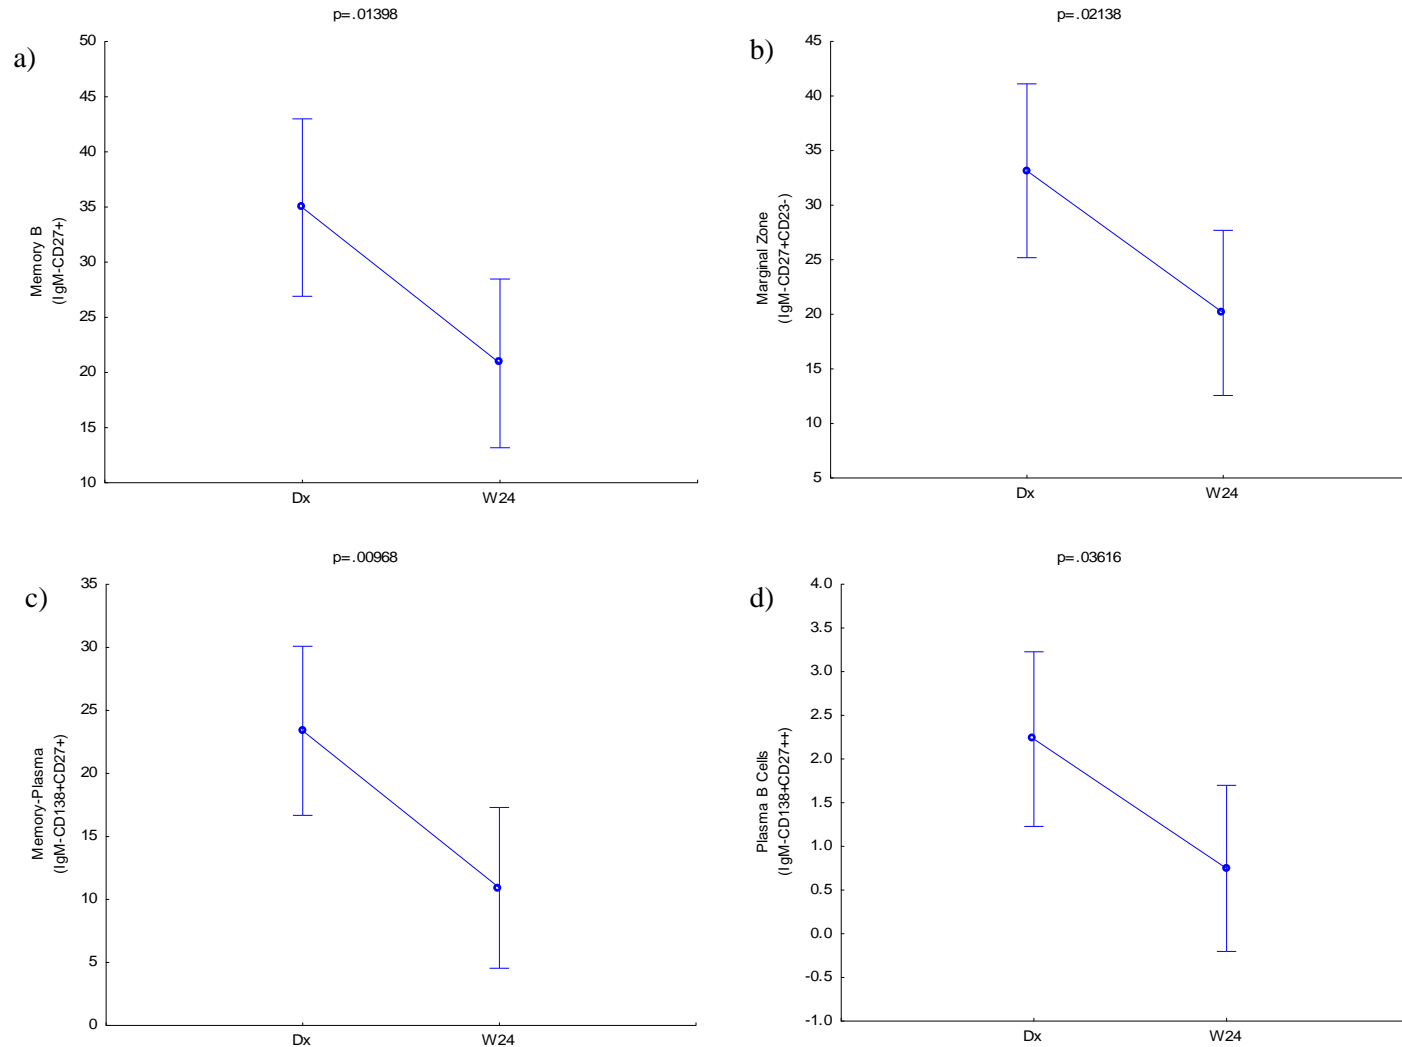 p=.01398
a)
50
45
40
35
30
25
20
15
10
Memory B
(IgM-CD27+)
Dx W24
p=.02138
b)
45
40
35
30
25
20
15
10
5
Marginal Zone
(IgM-CD27+CD23-)
Dx W24
p=.00968
c)
35
30
25
20
15
10
5
0
Memory-Plasma
(IgM-CD138+CD27+)
Dx W24
p=.03616
d)
4.0
3.5
3.0
2.5
2.0
1.5
1.0
0.5
0.0
-0.5
-1.0
Plasma B Cells
(IgM-CD138+CD27++)
Dx W24